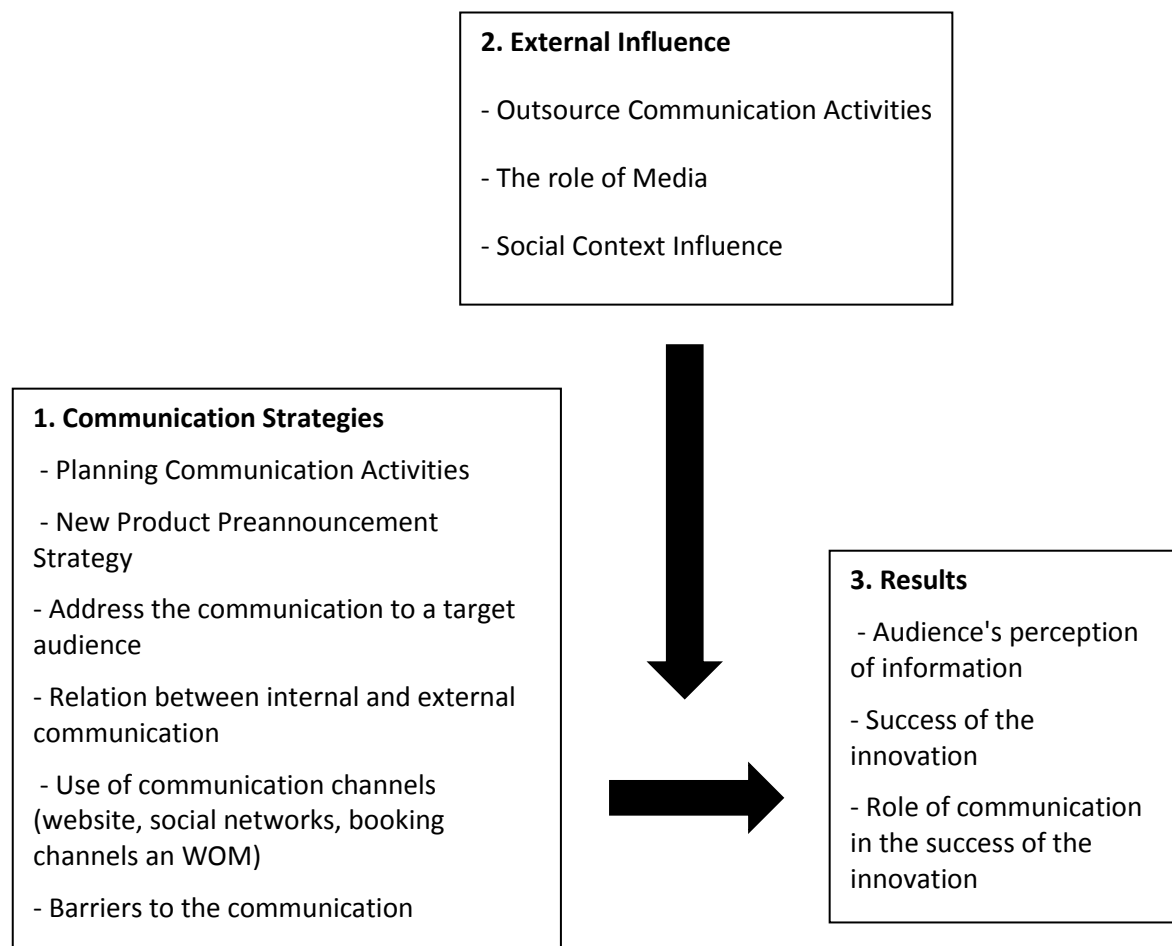 2. External Influence
- Outsource Communication Activities
- The role of Media
- Social Context Influence
1. Communication Strategies
- Planning Communication Activities
- New Product Preannouncement
Strategy
- Address the communication to a target
audience
- Relation between internal and external
communication
- Use of communication channels
(website, social networks, booking
channels an WOM)
- Barriers to the communication
3. Results
- Audience's perception
of information
- Success of the
innovation
- Role of communication
in the success of the
innovation